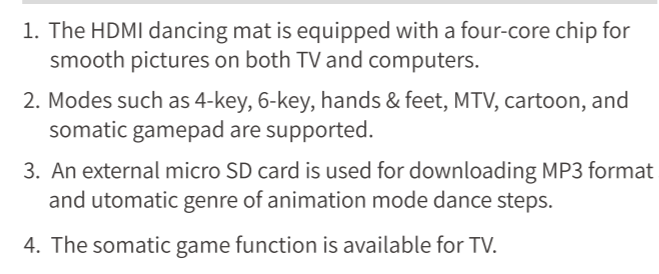 1. The HDMI dancing mat is equipped with a four-core chip for
smooth pictures on both TV and computers.
2. Modes such as 4-key, 6-key, hands & feet, MTV, cartoon, and
somatic gamepad are supported.
3. An external micro SD card is used for downloading MP3 format
and utomatic genre of animation mode dance steps.
4. The somatic game function is available for TV.